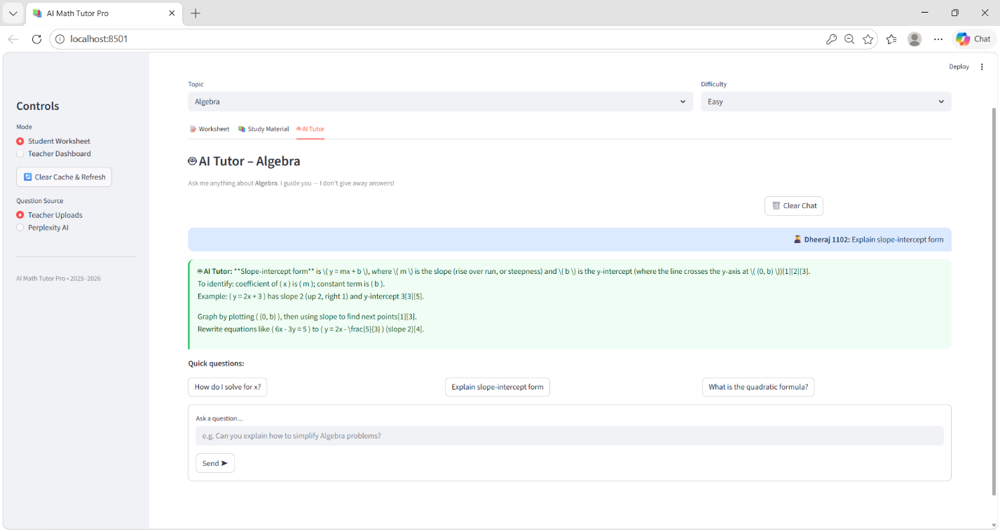 AI Math Tutor Pro
localhost:8501
Chat
Deploy
Controls
Mode
Student Worksheet
Teacher Dashboard
Clear Cache & Refresh
Question Source
Teacher Uploads
Perplexity AI
AI Math Tutor Pro • 2025–2026
Topic
Difficulty
Algebra
Easy
Worksheet
Study Material
AI Tutor
AI Tutor – Algebra
Ask me anything about Algebra. I guide you — I don't give away answers!
Clear Chat
Dheeraj 1102: Explain slope-intercept form
AI Tutor: **Slope-intercept form** is \( y = mx + b \), where \( m \) is the slope (rise over run, or steepness) and \( b \) is the y-intercept (where the line crosses the y-axis at \( (0, b) \))[1][2][3].
To identify: coefficient of ( x ) is ( m ); constant term is ( b ).
Example: ( y = 2x + 3 ) has slope 2 (up 2, right 1) and y-intercept 3[3][5].
Graph by plotting ( (0, b) ), then using slope to find next points[1][3].
Rewrite equations like ( 6x - 3y = 5 ) to ( y = 2x - \frac{5}{3} ) (slope 2)[4].
Quick questions:
How do I solve for x?
Explain slope-intercept form
What is the quadratic formula?
Ask a question...
e.g. Can you explain how to simplify Algebra problems?
Send ➤